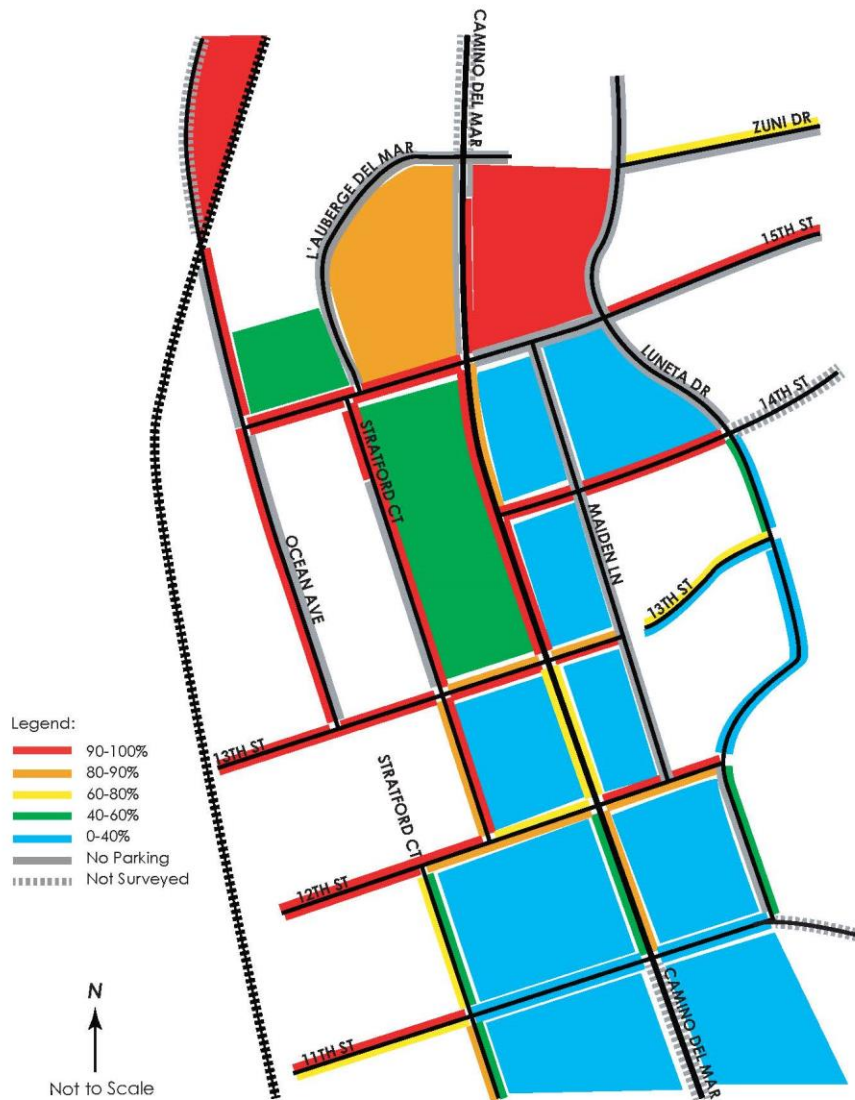 CAMINO DEL MAR
ZUNI DR
L'AUBERGE DEL MAR
15TH ST
LUNETA DR
14TH ST
STRATFORD CT
MAIDEN LN
OCEAN AVE
13TH ST
13TH ST
STRATFORD CT
12TH ST
CAMINO DEL MAR
11TH ST
Legend:
90-100%
80-90%
60-80%
40-60%
0-40%
No Parking
Not Surveyed
N
Not to Scale